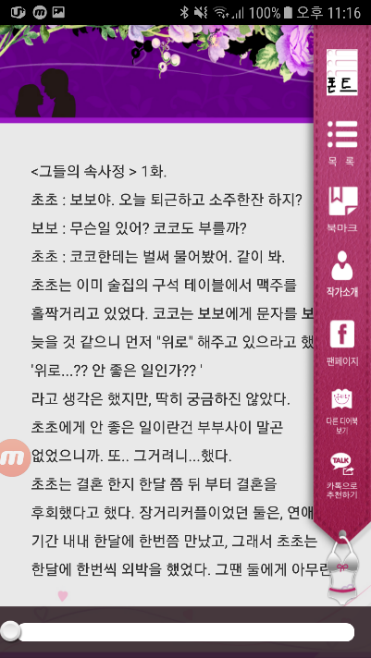 100% 오후 11:16
<그들의 속사정 > 1화.
초초 : 보보야. 오늘 퇴근하고 소주한잔 하지?
보보 : 무슨일 있어? 코코도 부를까?
초초 : 코코한테는 벌써 물어봤어. 같이 봐.
초초는 이미 술집의 구석 테이블에서 맥주를
홀짝거리고 있었다. 코코는 보보에게 문자를 보
늦을 것 같으니 먼저 "위로" 해주고 있으라고 했
'위로...?? 안 좋은 일인가?? '
라고 생각은 했지만, 딱히 궁금하진 않았다.
초초에게 안 좋은 일이란건 부부사이 말곤
없었으니까. 또.. 그거려니...했다.
초초는 결혼 한지 한달 쯤 뒤 부터 결혼을
후회했다고 했다. 장거리커플이었던 둘은, 연애
기간 내내 한달에 한번쯤 만났고, 그래서 초초는
한달에 한번씩 외박을 했었다. 그땐 둘에게 아무런
폰트
목 록
북마크
작가소개
팬페이지
다른 디어북
보기
TALK
카톡으로
추천하기